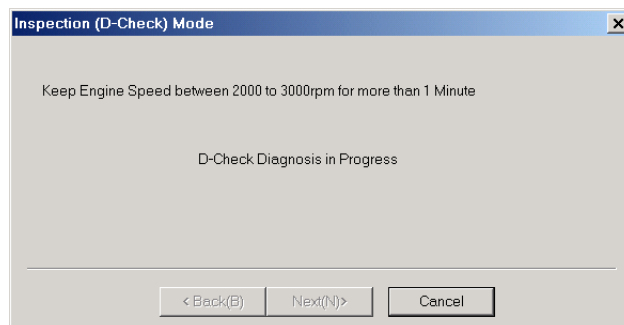 Inspection (D-Check) Mode
Keep Engine Speed between 2000 to 3000rpm for more than 1 Minute
D-Check Diagnosis in Progress
< Back(B) Next(N)> Cancel